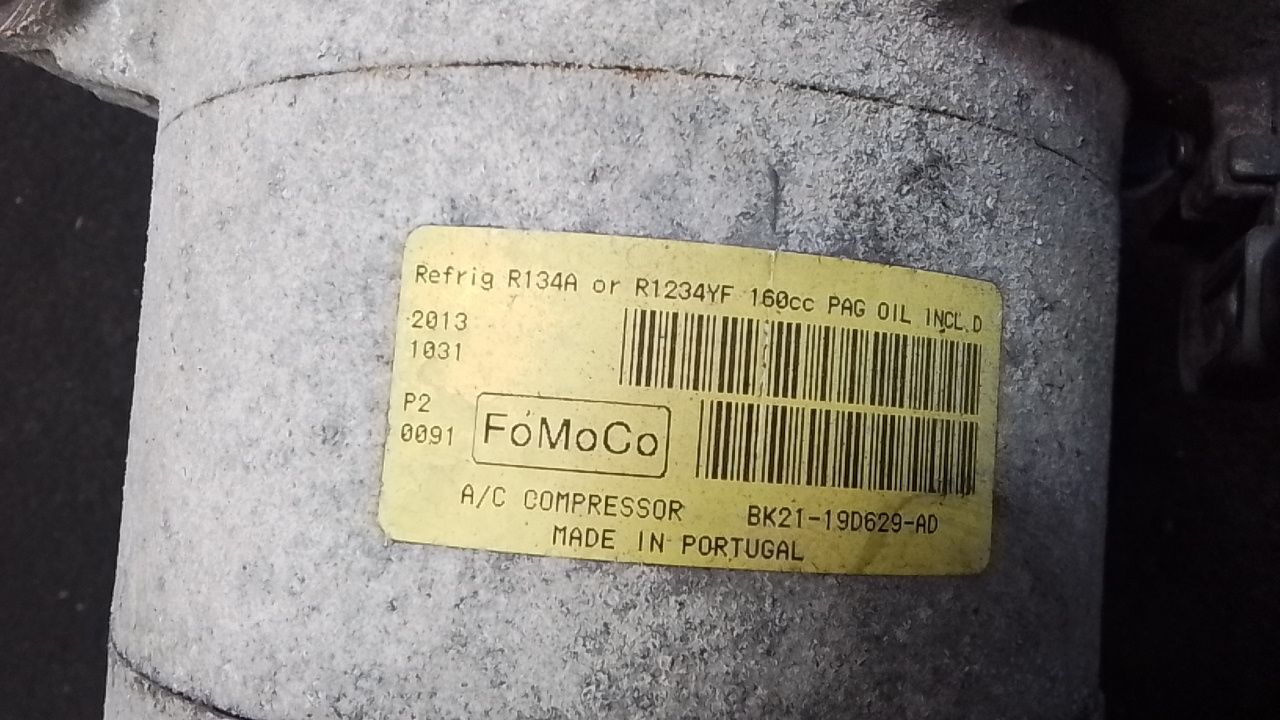 Refrig R134A or R1234YF 160cc PAG OIL INCL.D
2013
1031
P2
0091
FoMoCo
A/C COMPRESSOR BK21-19D629-AD
MADE IN PORTUGAL